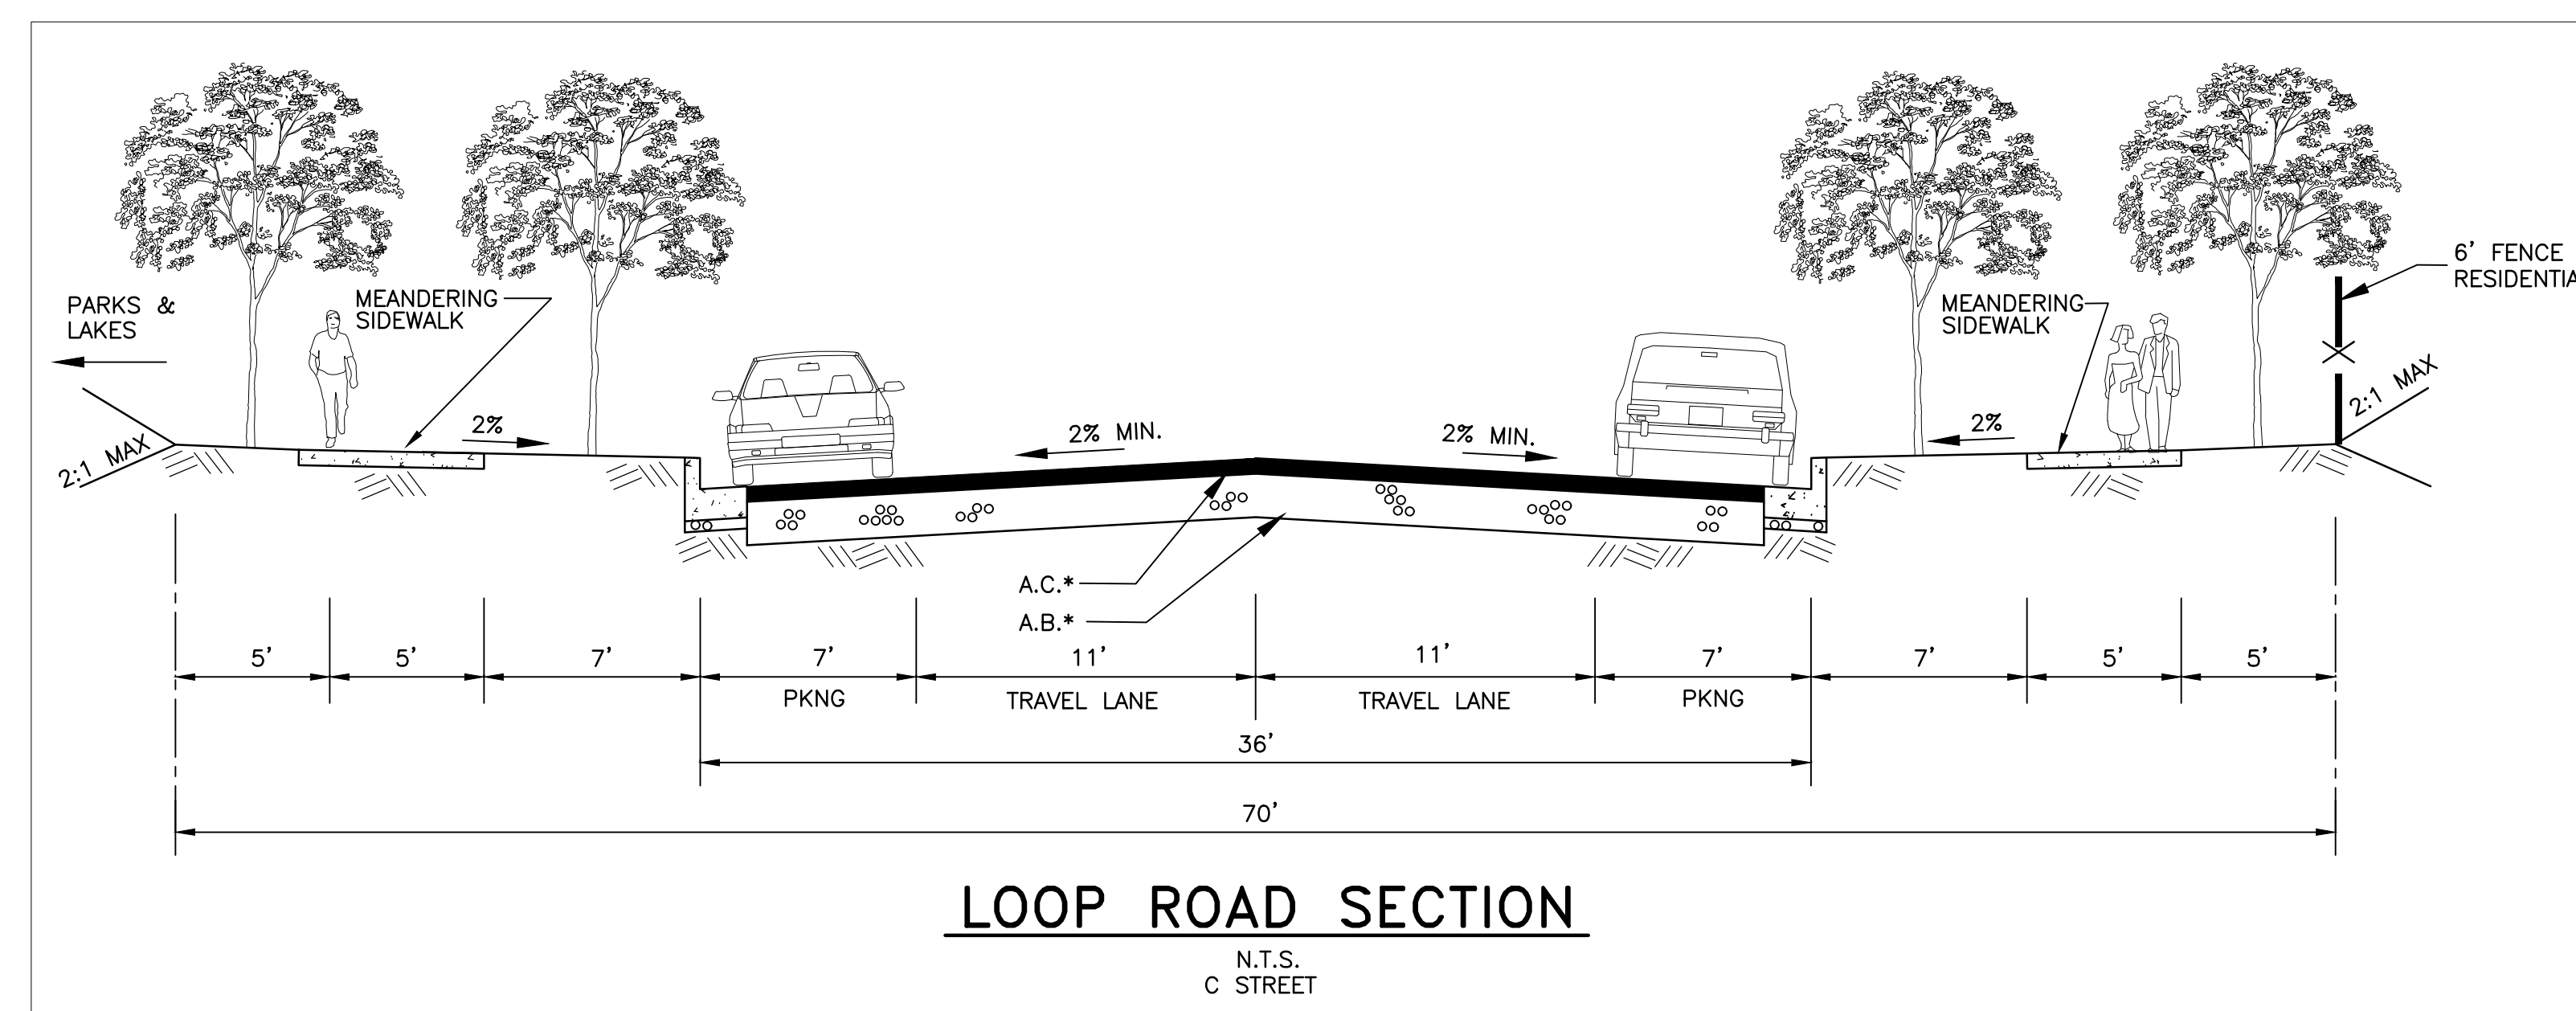 PARKS &
LAKES
MEANDERING
SIDEWALK
2:1 MAX
2%
2% MIN.
2% MIN.
2%
MEANDERING
SIDEWALK
6' FENCE
2:1 MAX
A.C.*
A.B.*
5' 5' 7' 7' 11' 11' 7' 7' 5' 5'
PKNG TRAVEL LANE TRAVEL LANE PKNG
36'
70'
LOOP ROAD SECTION
N.T.S.
C STREET